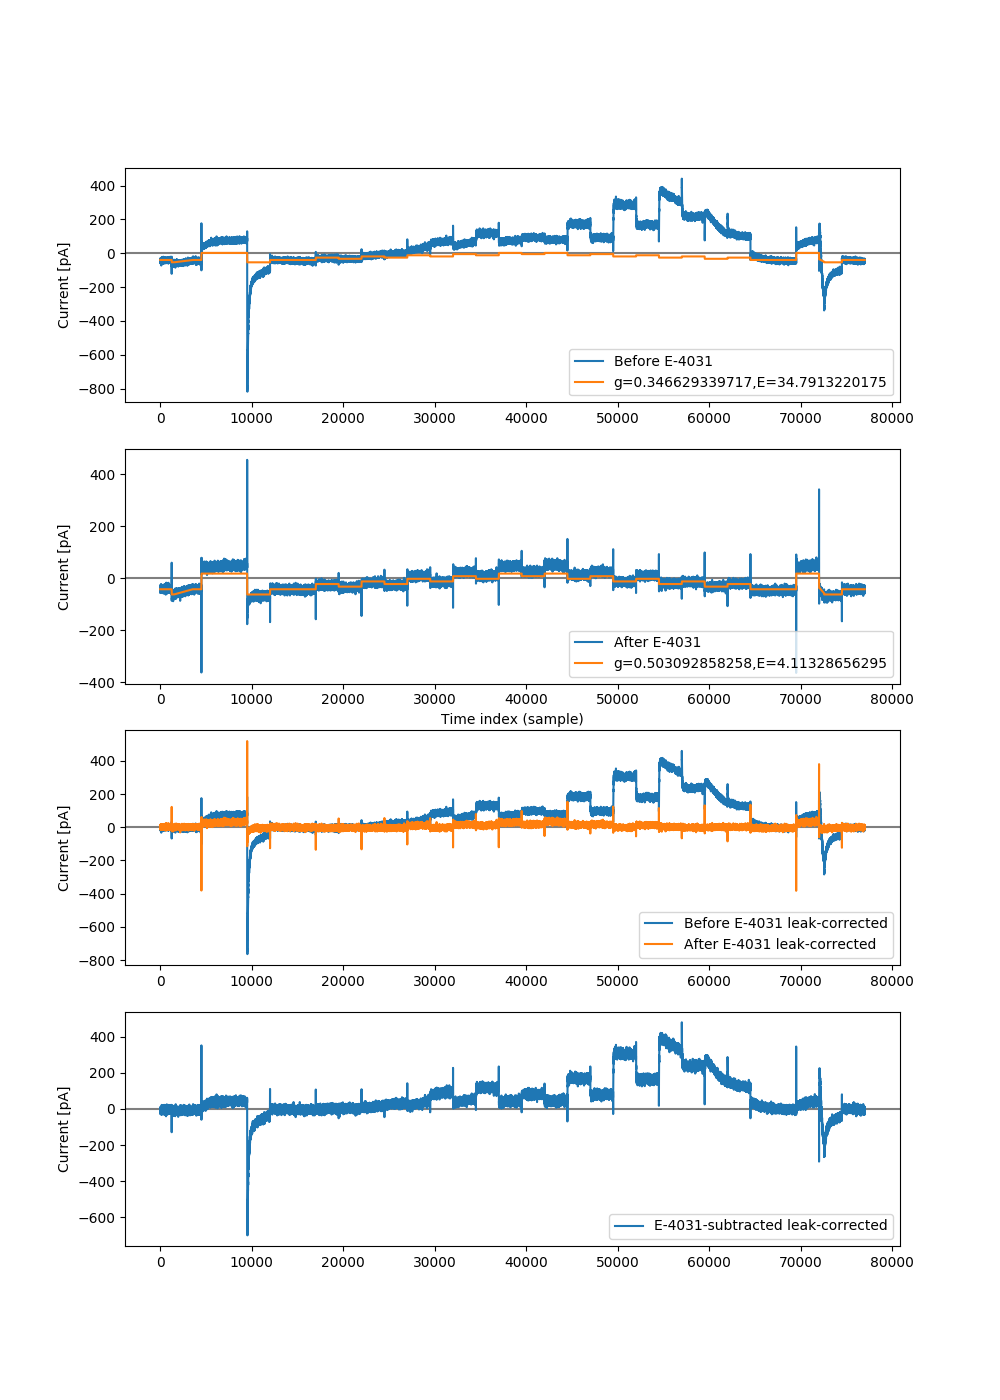 400
200
0
−200
−400
−600
−800
Current [pA]
Before E-4031
g=0.346629339717,E=34.7913220175
0 10000 20000 30000 40000 50000 60000 70000 80000
400
200
0
−200
−400
Current [pA]
After E-4031
g=0.503092858258,E=4.11328656295
0 10000 20000 30000 40000 50000 60000 70000 80000
Time index (sample)
400
200
0
−200
−400
−600
−800
Current [pA]
Before E-4031 leak-corrected
After E-4031 leak-corrected
0 10000 20000 30000 40000 50000 60000 70000 80000
400
200
0
−200
−400
−600
Current [pA]
E-4031-subtracted leak-corrected
0 10000 20000 30000 40000 50000 60000 70000 80000